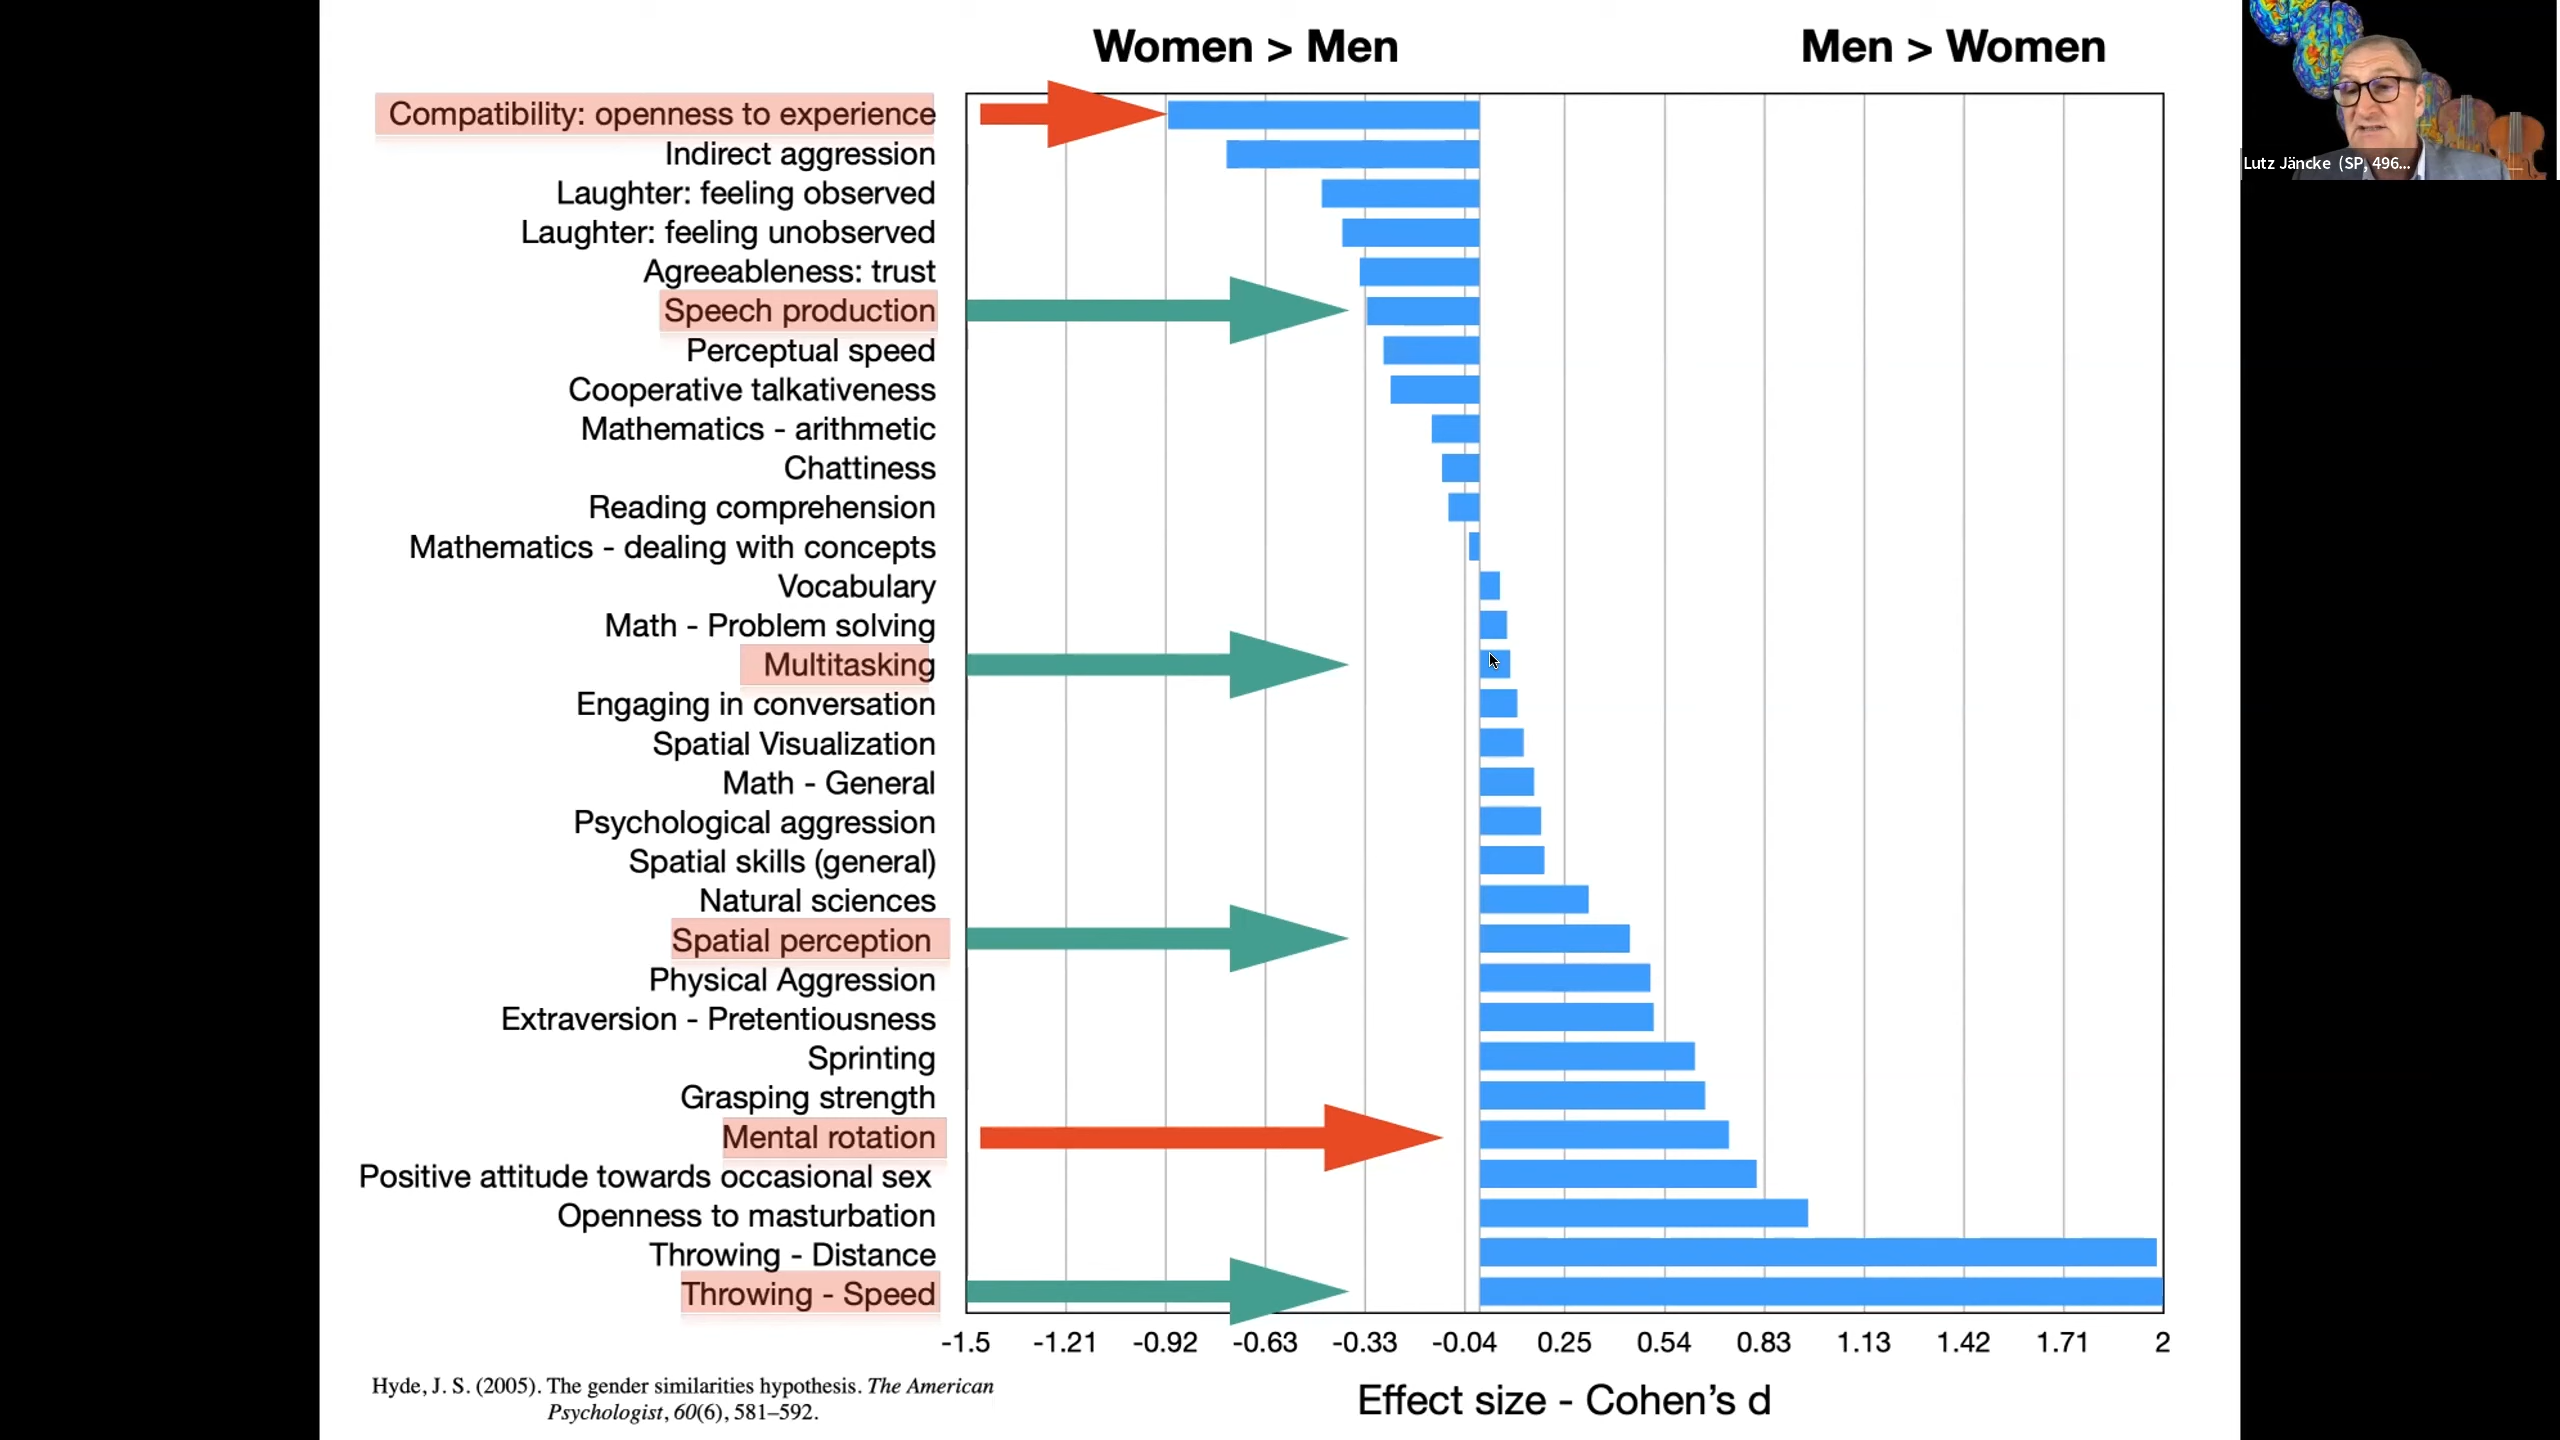 Women > Men
Men > Women
Compatibility: openness to experience
Indirect aggression
Laughter: feeling observed
Laughter: feeling unobserved
Agreeableness: trust
Speech production
Perceptual speed
Cooperative talkativeness
Mathematics - arithmetic
Chattiness
Reading comprehension
Mathematics - dealing with concepts
Vocabulary
Math - Problem solving
Multitasking
Engaging in conversation
Spatial Visualization
Math - General
Psychological aggression
Spatial skills (general)
Natural sciences
Spatial perception
Physical Aggression
Extraversion - Pretentiousness
Sprinting
Grasping strength
Mental rotation
Positive attitude towards occasional sex
Openness to masturbation
Throwing - Distance
Throwing - Speed
-1.5 -1.21 -0.92 -0.63 -0.33 -0.04 0.25 0.54 0.83 1.13 1.42 1.71 2
Effect size - Cohen’s d
Hyde, J. S. (2005). The gender similarities hypothesis. The American
Psychologist, 60(6), 581–592.
Lutz Jäncke (SP, 496...